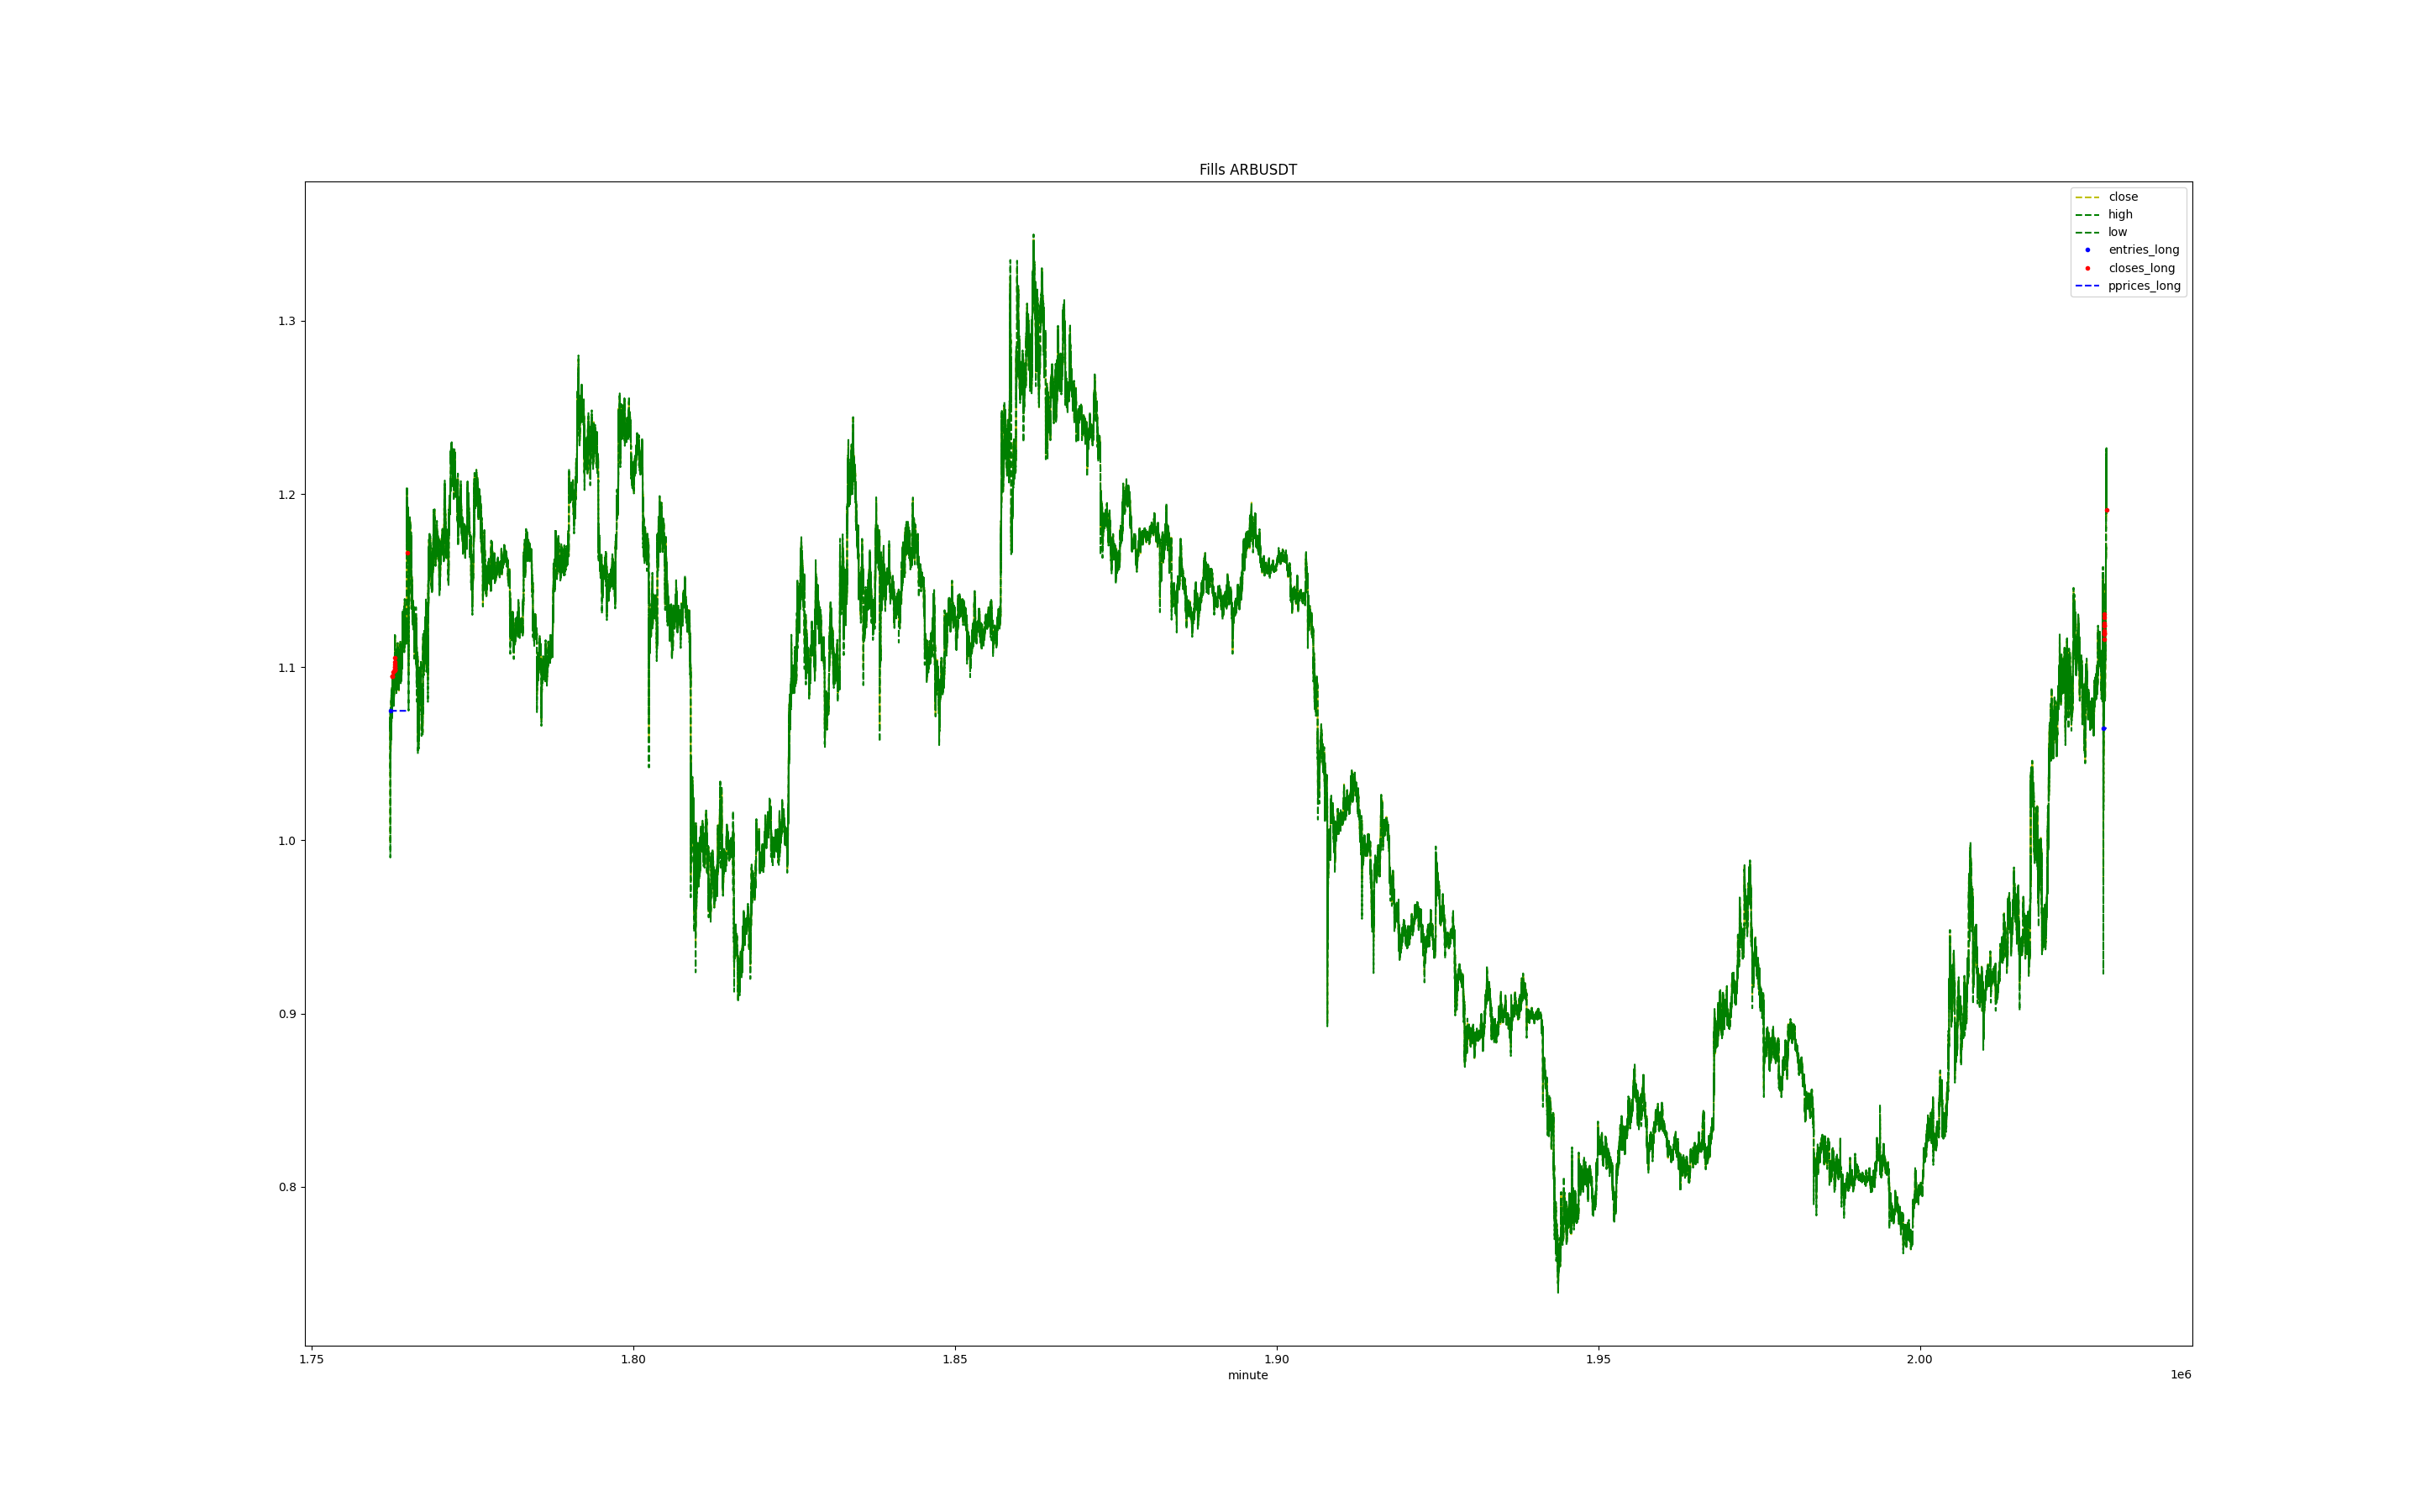 Fills ARBUSDT
close
high
low
entries_long
closes_long
pprices_long
1.3
1.2
1.1
1.0
0.9
0.8
1.75
1.80
1.85
1.90
1.95
2.00
minute
1e6